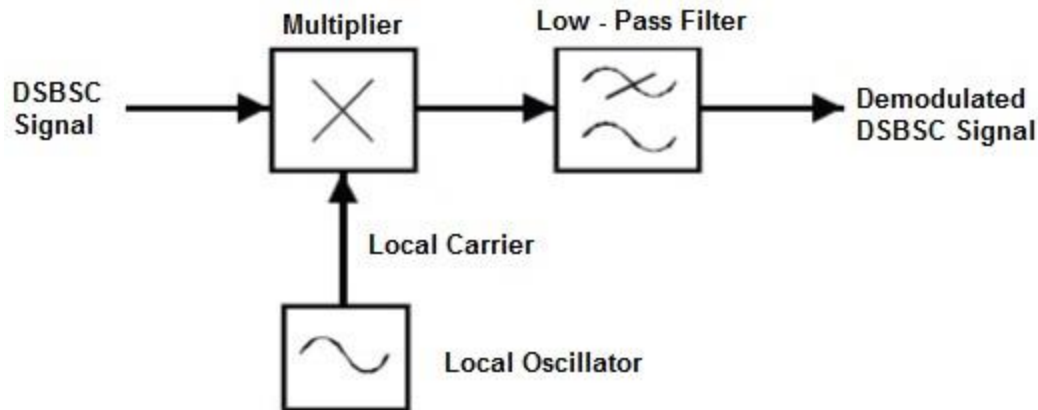 Multiplier
Low - Pass Filter
DSBSC
Signal
Demodulated
DSBSC Signal
Local Carrier
Local Oscillator